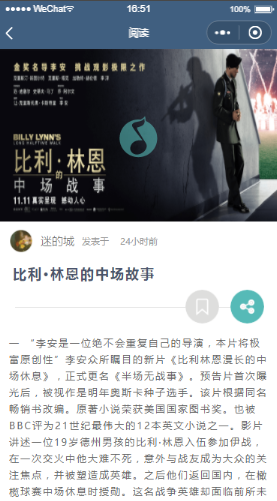 WeChat
16:51
100%
阅读
金奖名导李安 挑战观影极限之作
BILLY LYNN'S
LONG HALFTIME WALK
比利·林恩
的
中场战事
11.11 真实呈现 撼动人心
迷的城 发表于 24小时前
比利·林恩的中场故事
一 “李安是一位绝不会重复自己的导演，本片将极
富原创性” 李安众所瞩目的新片《比利林恩漫长的中
场休息》，正式更名《半场无战事》。预告片首次曝
光后，被视作是明年奥斯卡种子选手。该片根据同名
畅销书改编。原著小说荣获美国国家图书奖。也被
BBC评为21世纪最伟大的12本英文小说之一。影片
讲述一位19岁德州男孩的比利·林恩入伍参加伊战，
在一次交火中他大难不死，意外与战友成为大众的关
注焦点，并被塑造成英雄。之后他们返回国内，在橄
榄球赛中场休息时授勋。这名战争英雄却面临前所未